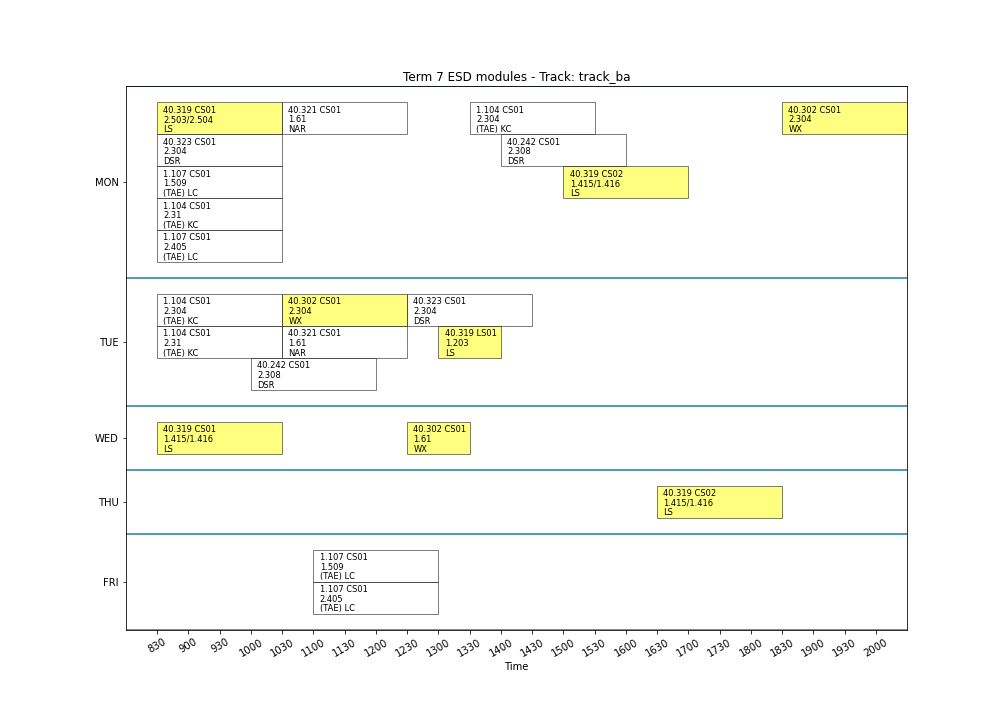 Term 7 ESD modules - Track: track_ba
MON
40.319 CS01
2.503/2.504
LS
40.321 CS01
1.61
NAR
1.104 CS01
2.304
(TAE) KC
40.302 CS01
2.304
WX
40.323 CS01
2.304
DSR
40.242 CS01
2.308
DSR
1.107 CS01
1.509
(TAE) LC
40.319 CS02
1.415/1.416
LS
1.104 CS01
2.31
(TAE) KC
1.107 CS01
2.405
(TAE) LC
TUE
1.104 CS01
2.304
(TAE) KC
40.302 CS01
2.304
WX
40.323 CS01
2.304
DSR
1.104 CS01
2.31
(TAE) KC
40.321 CS01
1.61
NAR
40.319 LS01
1.203
LS
40.242 CS01
2.308
DSR
WED
40.319 CS01
1.415/1.416
LS
40.302 CS01
1.61
WX
THU
40.319 CS02
1.415/1.416
LS
FRI
1.107 CS01
1.509
(TAE) LC
1.107 CS01
2.405
(TAE) LC
830 900 930 1000 1030 1100 1130 1200 1230 1300 1330 1400 1430 1500 1530 1600 1630 1700 1730 1800 1830 1900 1930 2000
Time